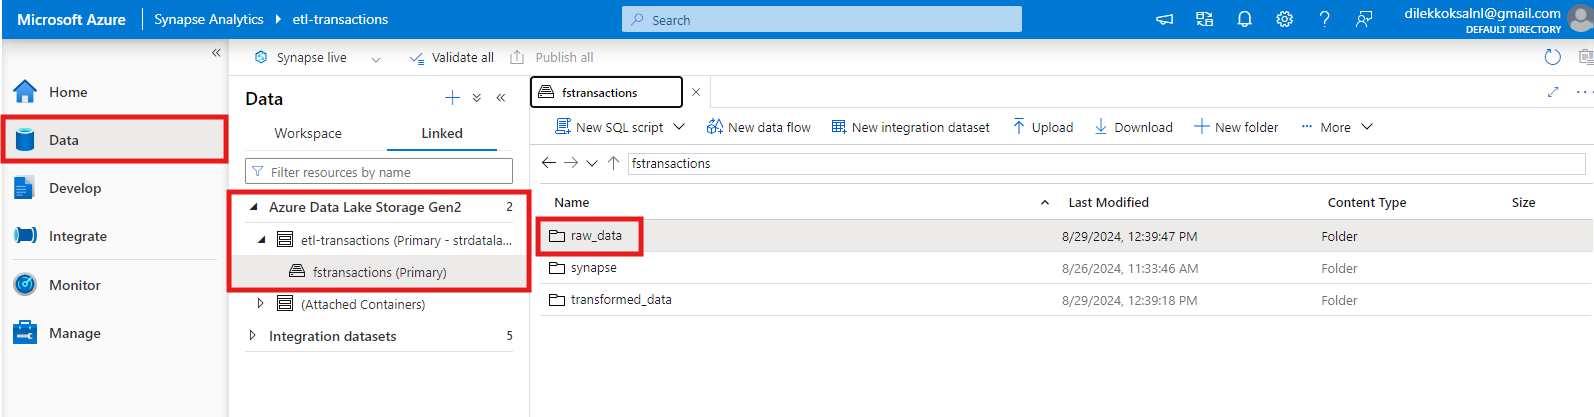 Microsoft Azure Synapse Analytics etl-transactions Search dilekkoksalnl@gmail.com
DEFAULT DIRECTORY
Synapse live Validate all Publish all
Home
Data
Develop
Integrate
Monitor
Manage
Data
Workspace Linked
Filter resources by name
Azure Data Lake Storage Gen2 2
etl-transactions (Primary - strdatala...
fstransactions (Primary)
(Attached Containers)
Integration datasets 5
fstransactions
New SQL script New data flow New integration dataset Upload Download New folder More
fstransactions
Name Last Modified Content Type Size
raw_data 8/29/2024, 12:39:47 PM Folder
synapse 8/26/2024, 11:33:46 AM Folder
transformed_data 8/29/2024, 12:39:18 PM Folder